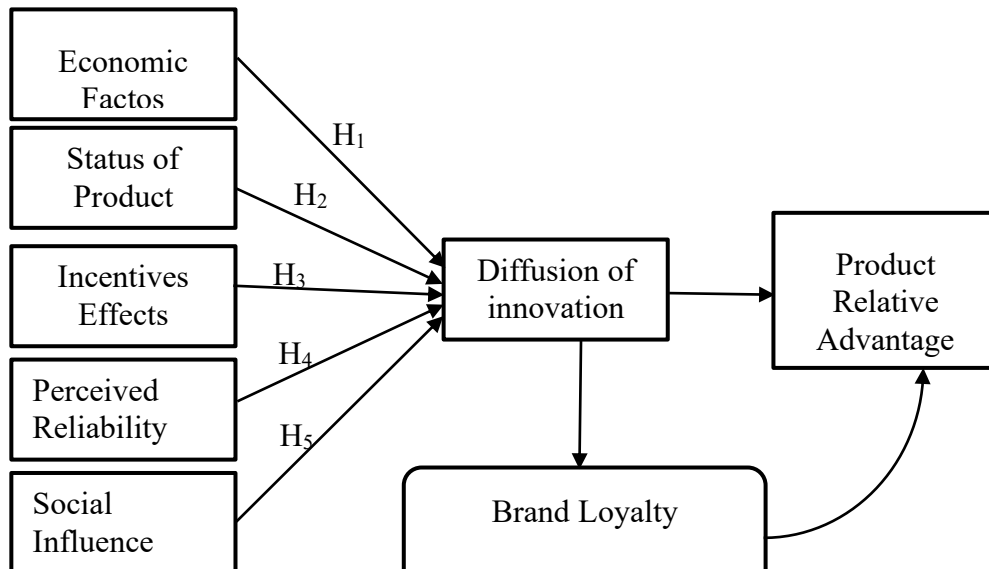 Economic
Factos
H₁
Status of
Product
H₂
Incentives
Effects
H₃
Diffusion of
innovation
Product
Relative
Advantage
Perceived
Reliability
H₄
H₅
Social
Influence
Brand Loyalty